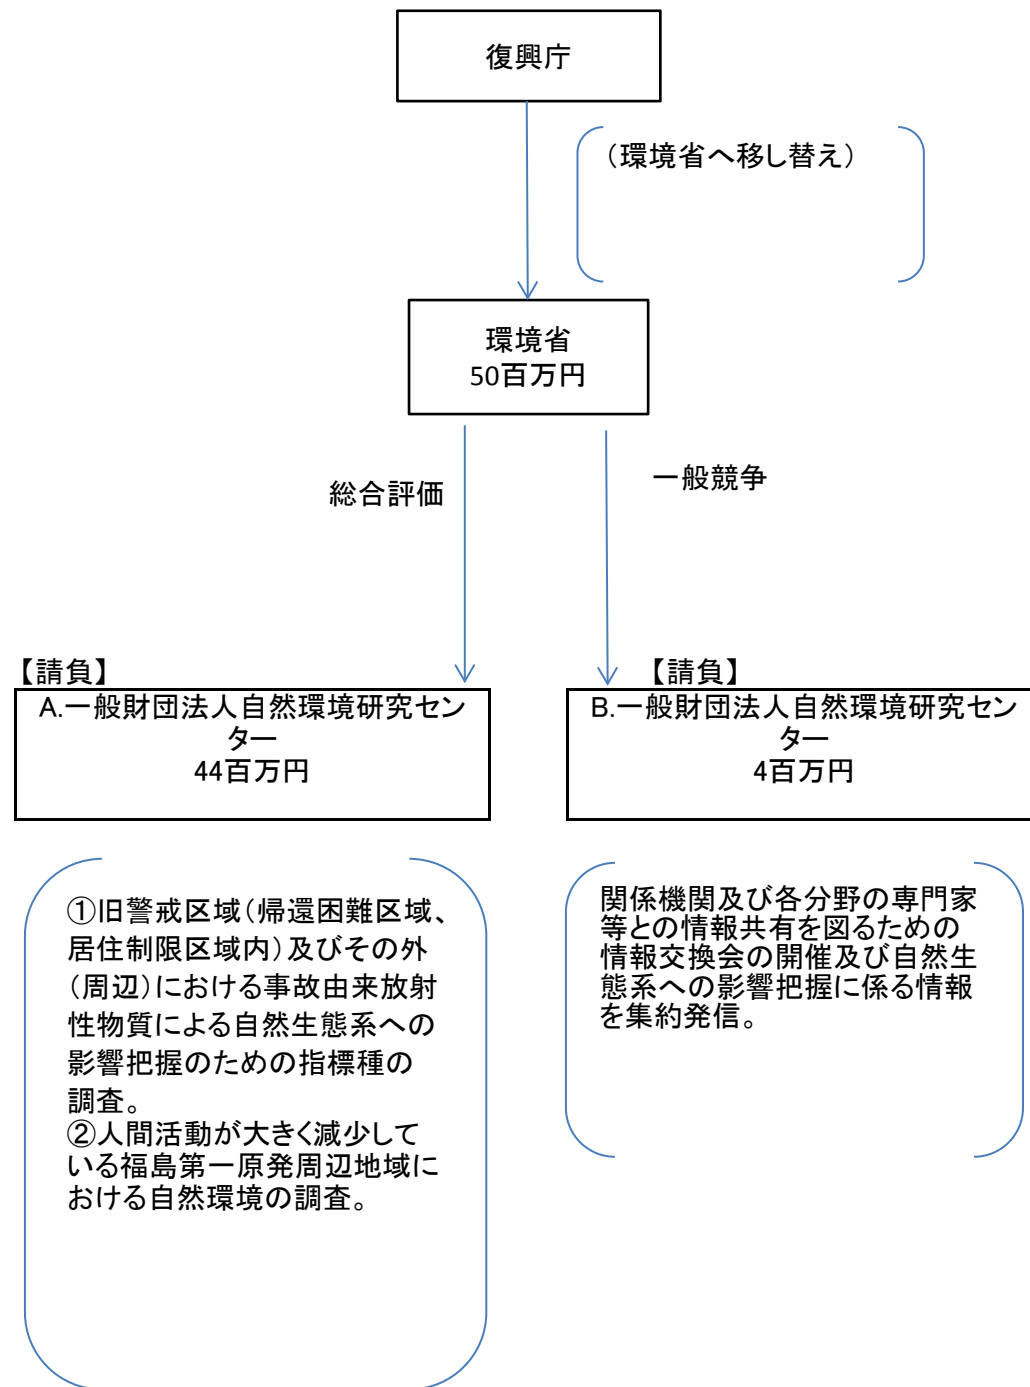 復興庁
（環境省へ移し替え）
環境省
50百万円
総合評価
一般競争
【請負】
A.一般財団法人自然環境研究セン
ター
44百万円
【請負】
B.一般財団法人自然環境研究セン
ター
4百万円
①旧警戒区域（帰還困難区域、
居住制限区域内）及びその外
（周辺）における事故由来放射
性物質による自然生態系への
影響把握のための指標種の
調査。
②人間活動が大きく減少して
いる福島第一原発周辺地域に
おける自然環境の調査。
関係機関及び各分野の専門家
等との情報共有を図るための
情報交換会の開催及び自然生
態系への影響把握に係る情報
を集約発信。